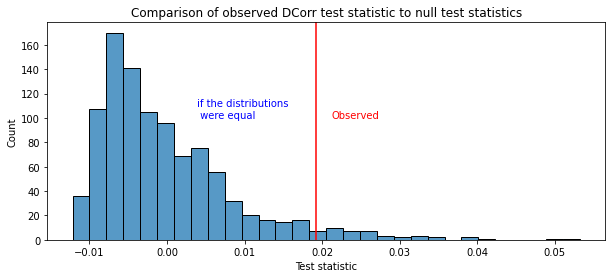 Comparison of observed DCorr test statistic to null test statistics
160
140
120
100
80
60
40
20
0
Count
if the distributions
were equal
Observed
−0.01 0.00 0.01 0.02 0.03 0.04 0.05
Test statistic